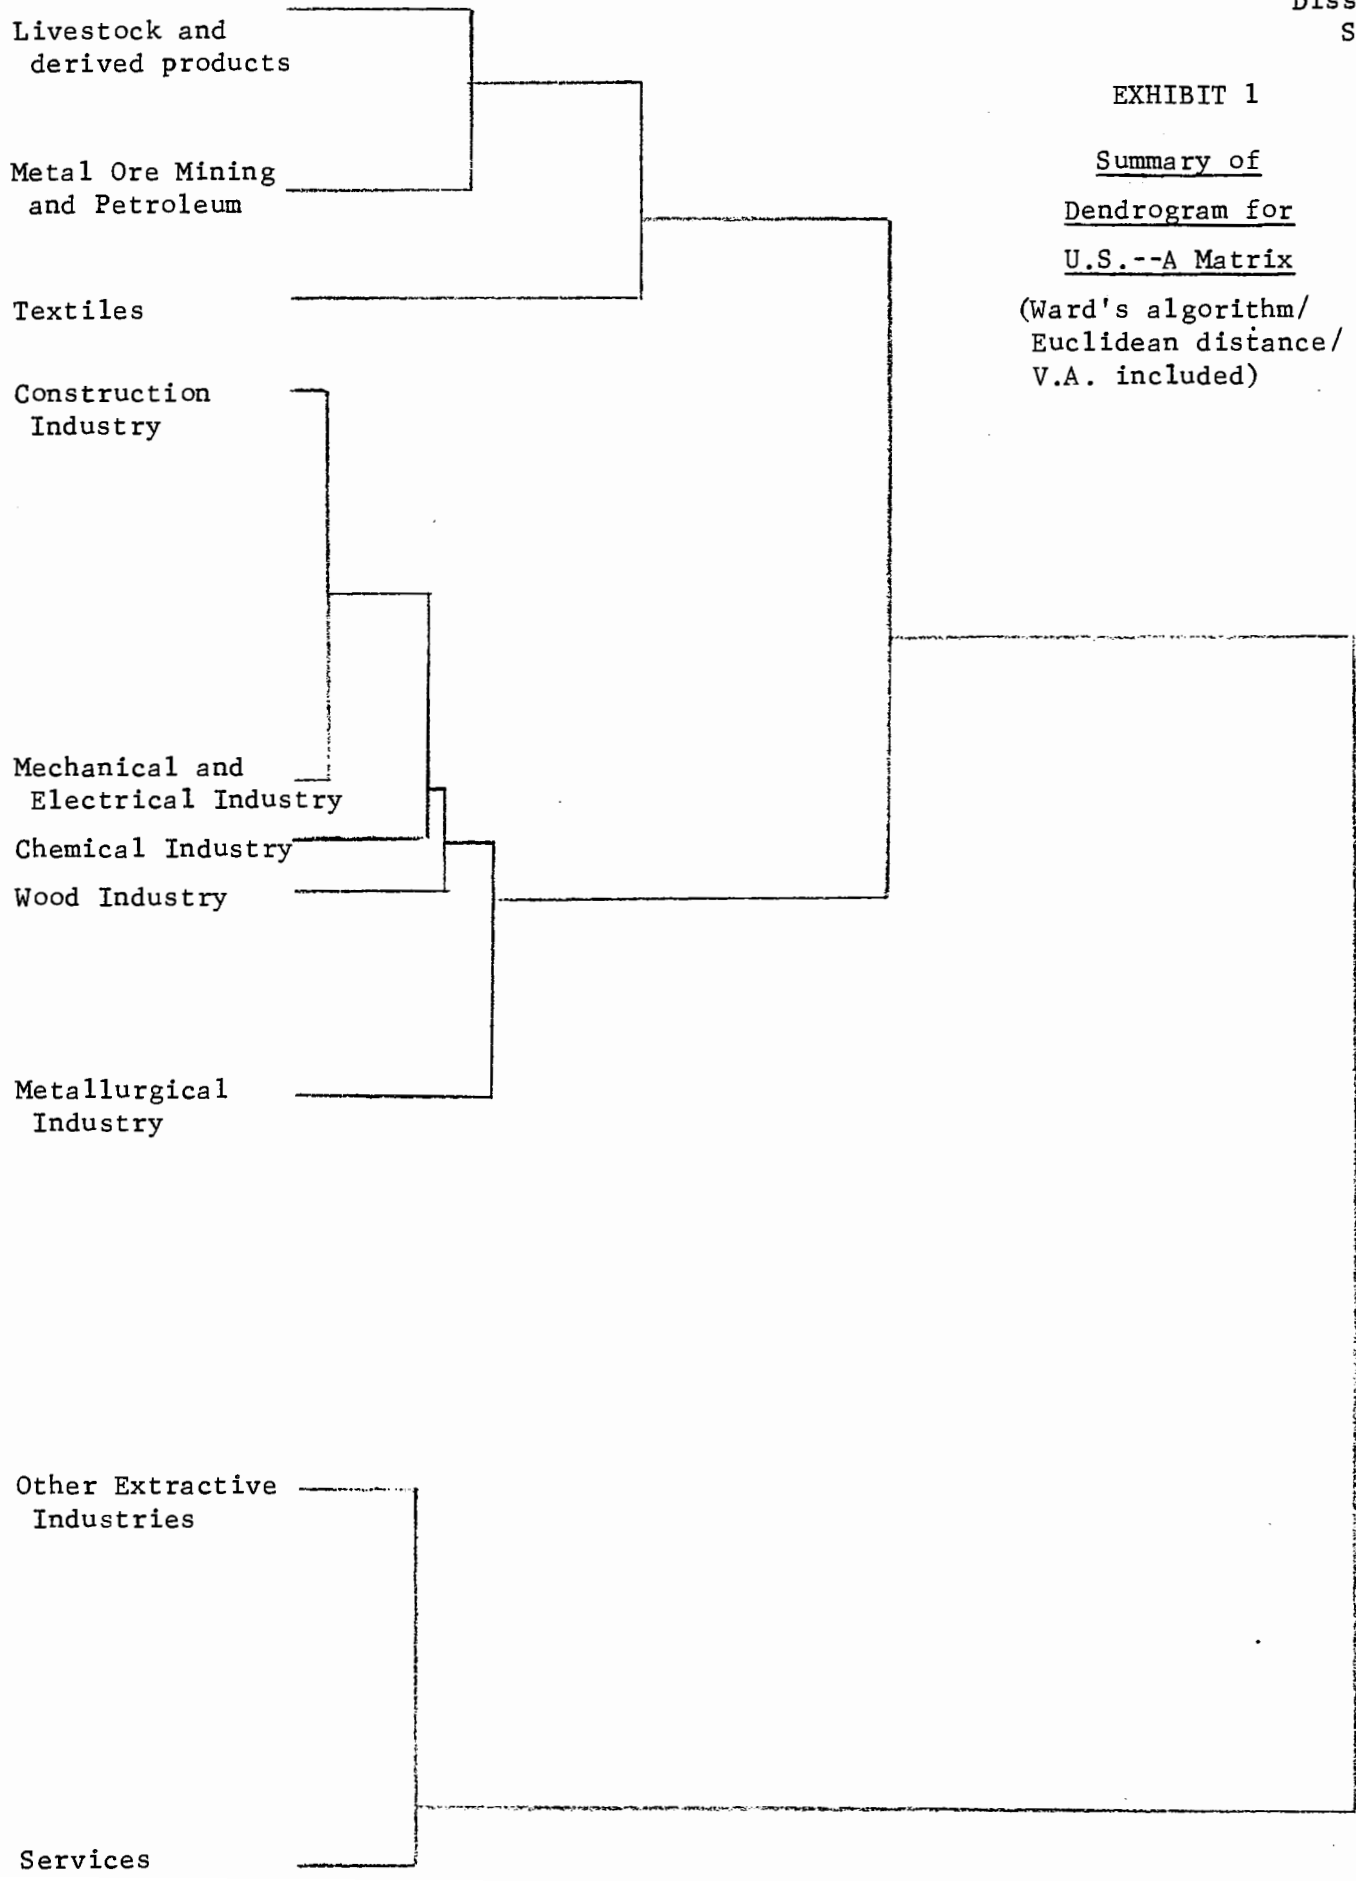 Livestock and
derived products
EXHIBIT 1
Summary of
Dendrogram for
U.S.--A Matrix
(Ward's algorithm/
Euclidean distance/
V.A. included)
Metal Ore Mining
and Petroleum
Textiles
Construction
Industry
Mechanical and
Electrical Industry
Chemical Industry
Wood Industry
Metallurgical
Industry
Other Extractive
Industries
Services